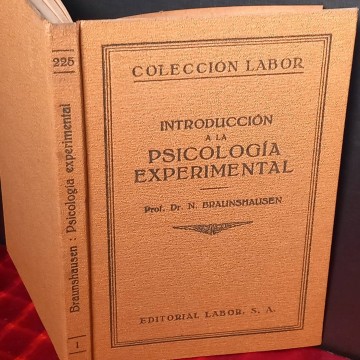 COLECCIÓN LABOR
INTRODUCCIÓN
A LA
PSICOLOGÍA
EXPERIMENTAL
Prof. Dr. N. BRAUNSHAUSEN
EDITORIAL LABOR, S. A.
225
Braunshausen : Psicología experimental
1